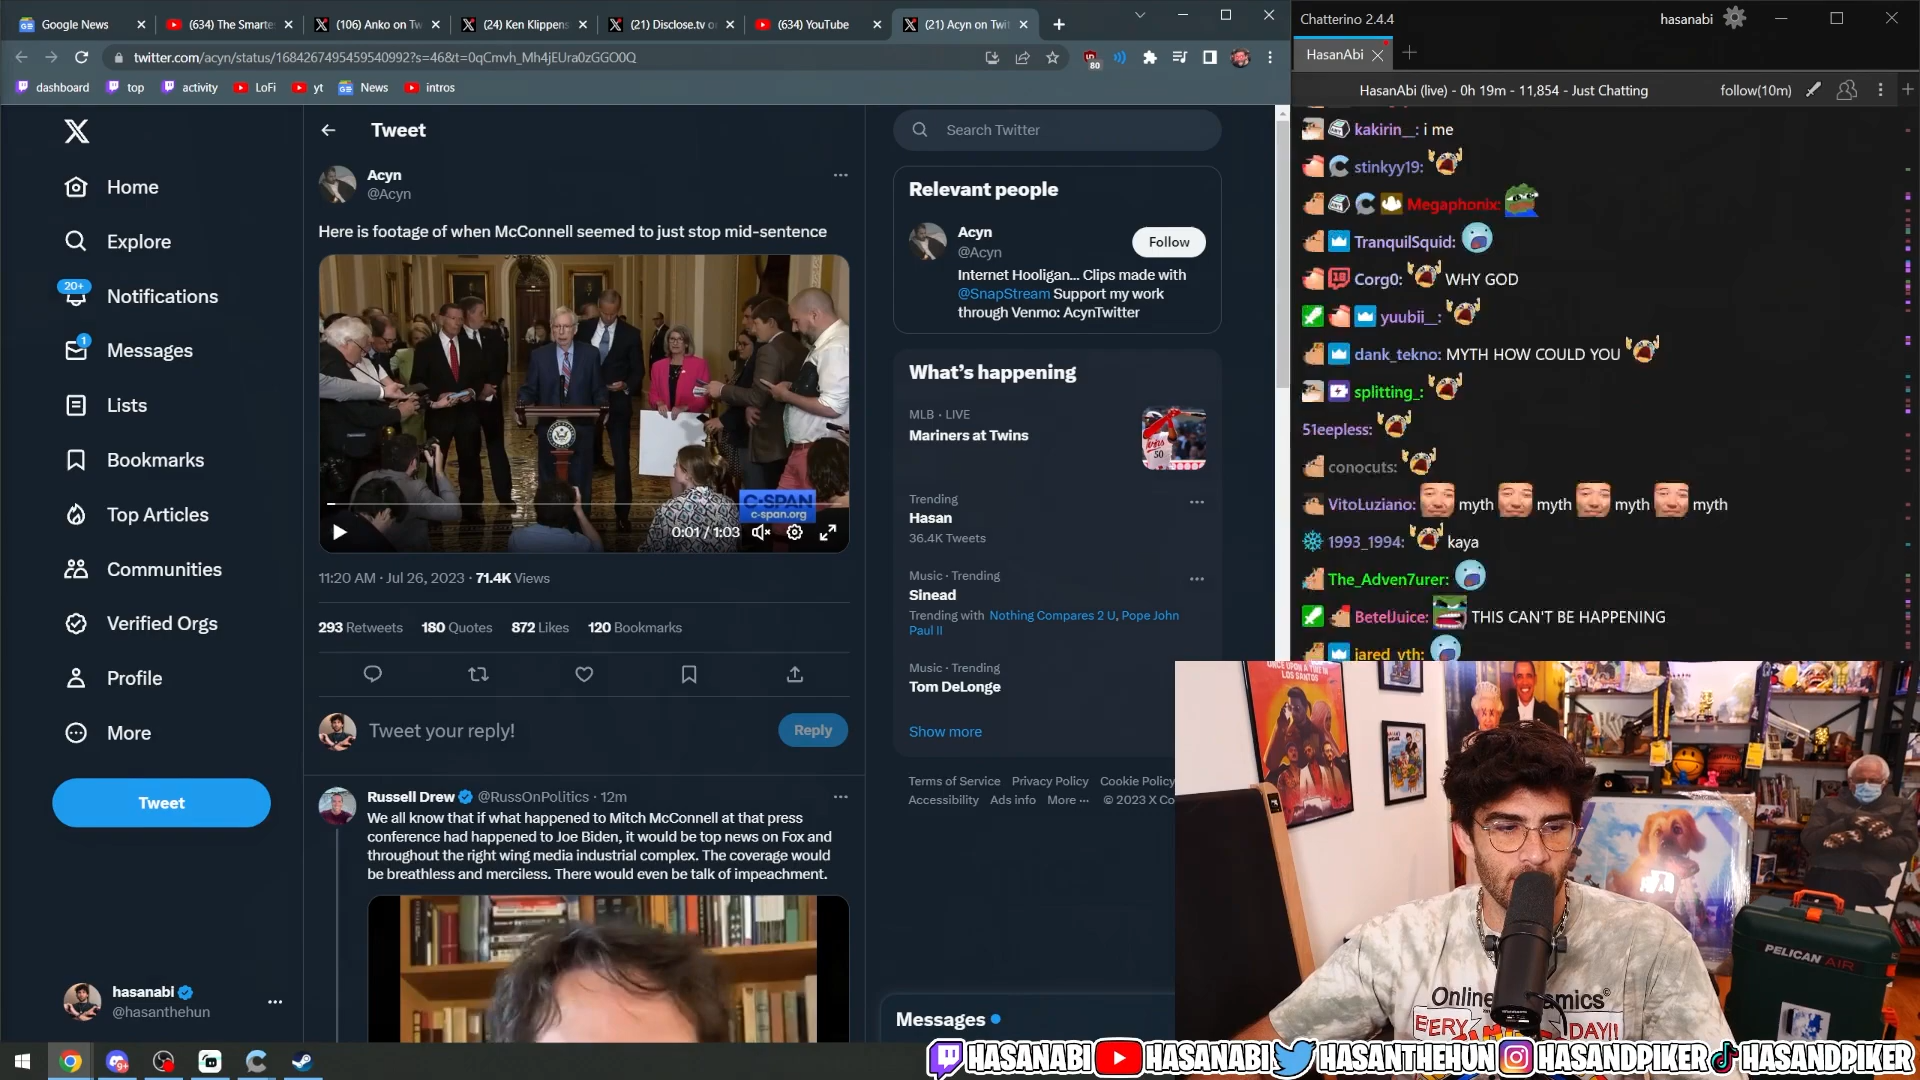 Google News
(634) The Smarte
(106) Anko on Tw
(24) Ken Klippens
(21) Disclose.tv o
(634) YouTube
(21) Acyn on Twit
twitter.com/acyn/status/1684267495459540992?s=46&t=0qCmvh_Mh4jEUra0zGGO0Q
80
dashboard
top
activity
LoFi
yt
News
intros
Home
Explore
20+
Notifications
1
Messages
Lists
Bookmarks
Top Articles
Communities
Verified Orgs
Profile
More
Tweet
hasanabi
@hasanthehun
Tweet
Acyn
@Acyn
Here is footage of when McConnell seemed to just stop mid-sentence
C-SPAN
c-span.org
0:01 / 1:03
11:20 AM · Jul 26, 2023 · 71.4K Views
293 Retweets 180 Quotes 872 Likes 120 Bookmarks
Tweet your reply!
Reply
Russell Drew @RussOnPolitics · 12m
We all know that if what happened to Mitch McConnell at that press
conference had happened to Joe Biden, it would be top news on Fox and
throughout the right wing media industrial complex. The coverage would
be breathless and merciless. There would even be talk of impeachment.
Search Twitter
Relevant people
Acyn
@Acyn
Follow
Internet Hooligan... Clips made with
@SnapStream Support my work
through Venmo: AcynTwitter
What's happening
MLB · LIVE
Mariners at Twins
Trending
Hasan
36.4K Tweets
Music · Trending
Sinead
Trending with Nothing Compares 2 U, Pope John
Paul II
Music · Trending
Tom DeLonge
Show more
Terms of Service Privacy Policy Cookie Policy
Accessibility Ads info More ··· © 2023 X Co
Messages
Chatterino 2.4.4
hasanabi
HasanAbi
HasanAbi (live) - 0h 19m - 11,854 - Just Chatting
follow(10m)
kakirin__: i me
stinkyy19:
Megaphonix:
TranquilSquid:
Corg0: WHY GOD
yuubii__:
dank_tekno: MYTH HOW COULD YOU
splitting_:
51eepless:
conocuts:
VitoLuziano: myth myth myth myth
1993_1994: kaya
The_Adven7urer:
BetelJuice: THIS CAN'T BE HAPPENING
jared_vth:
ONCE UPON A TIME IN
LOS SANTOS
PELICAN AIR
HASANABI HASANABI HASANTHEHUN HASANDPIKER HASANDPIKER